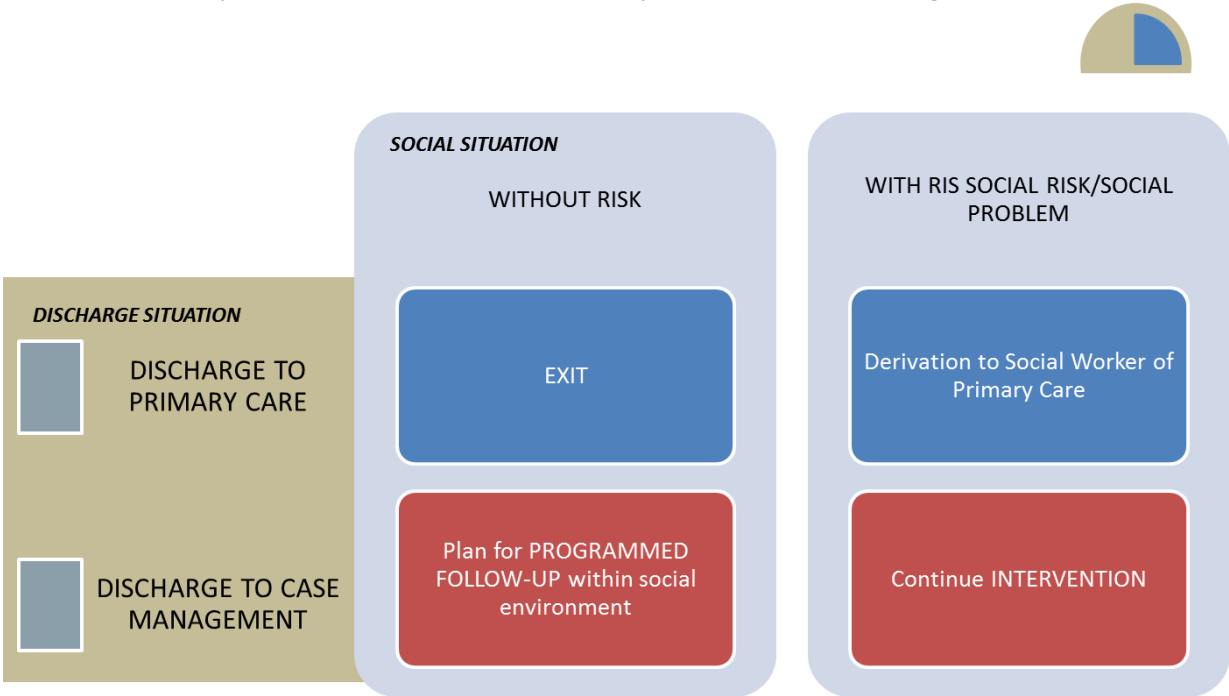 SOCIAL SITUATION
WITHOUT RISK
WITH RIS SOCIAL RISK/SOCIAL
PROBLEM
DISCHARGE SITUATION
DISCHARGE TO
PRIMARY CARE
EXIT
Derivation to Social Worker of
Primary Care
DISCHARGE TO CASE
MANAGEMENT
Plan for PROGRAMMED
FOLLOW-UP within social
environment
Continue INTERVENTION